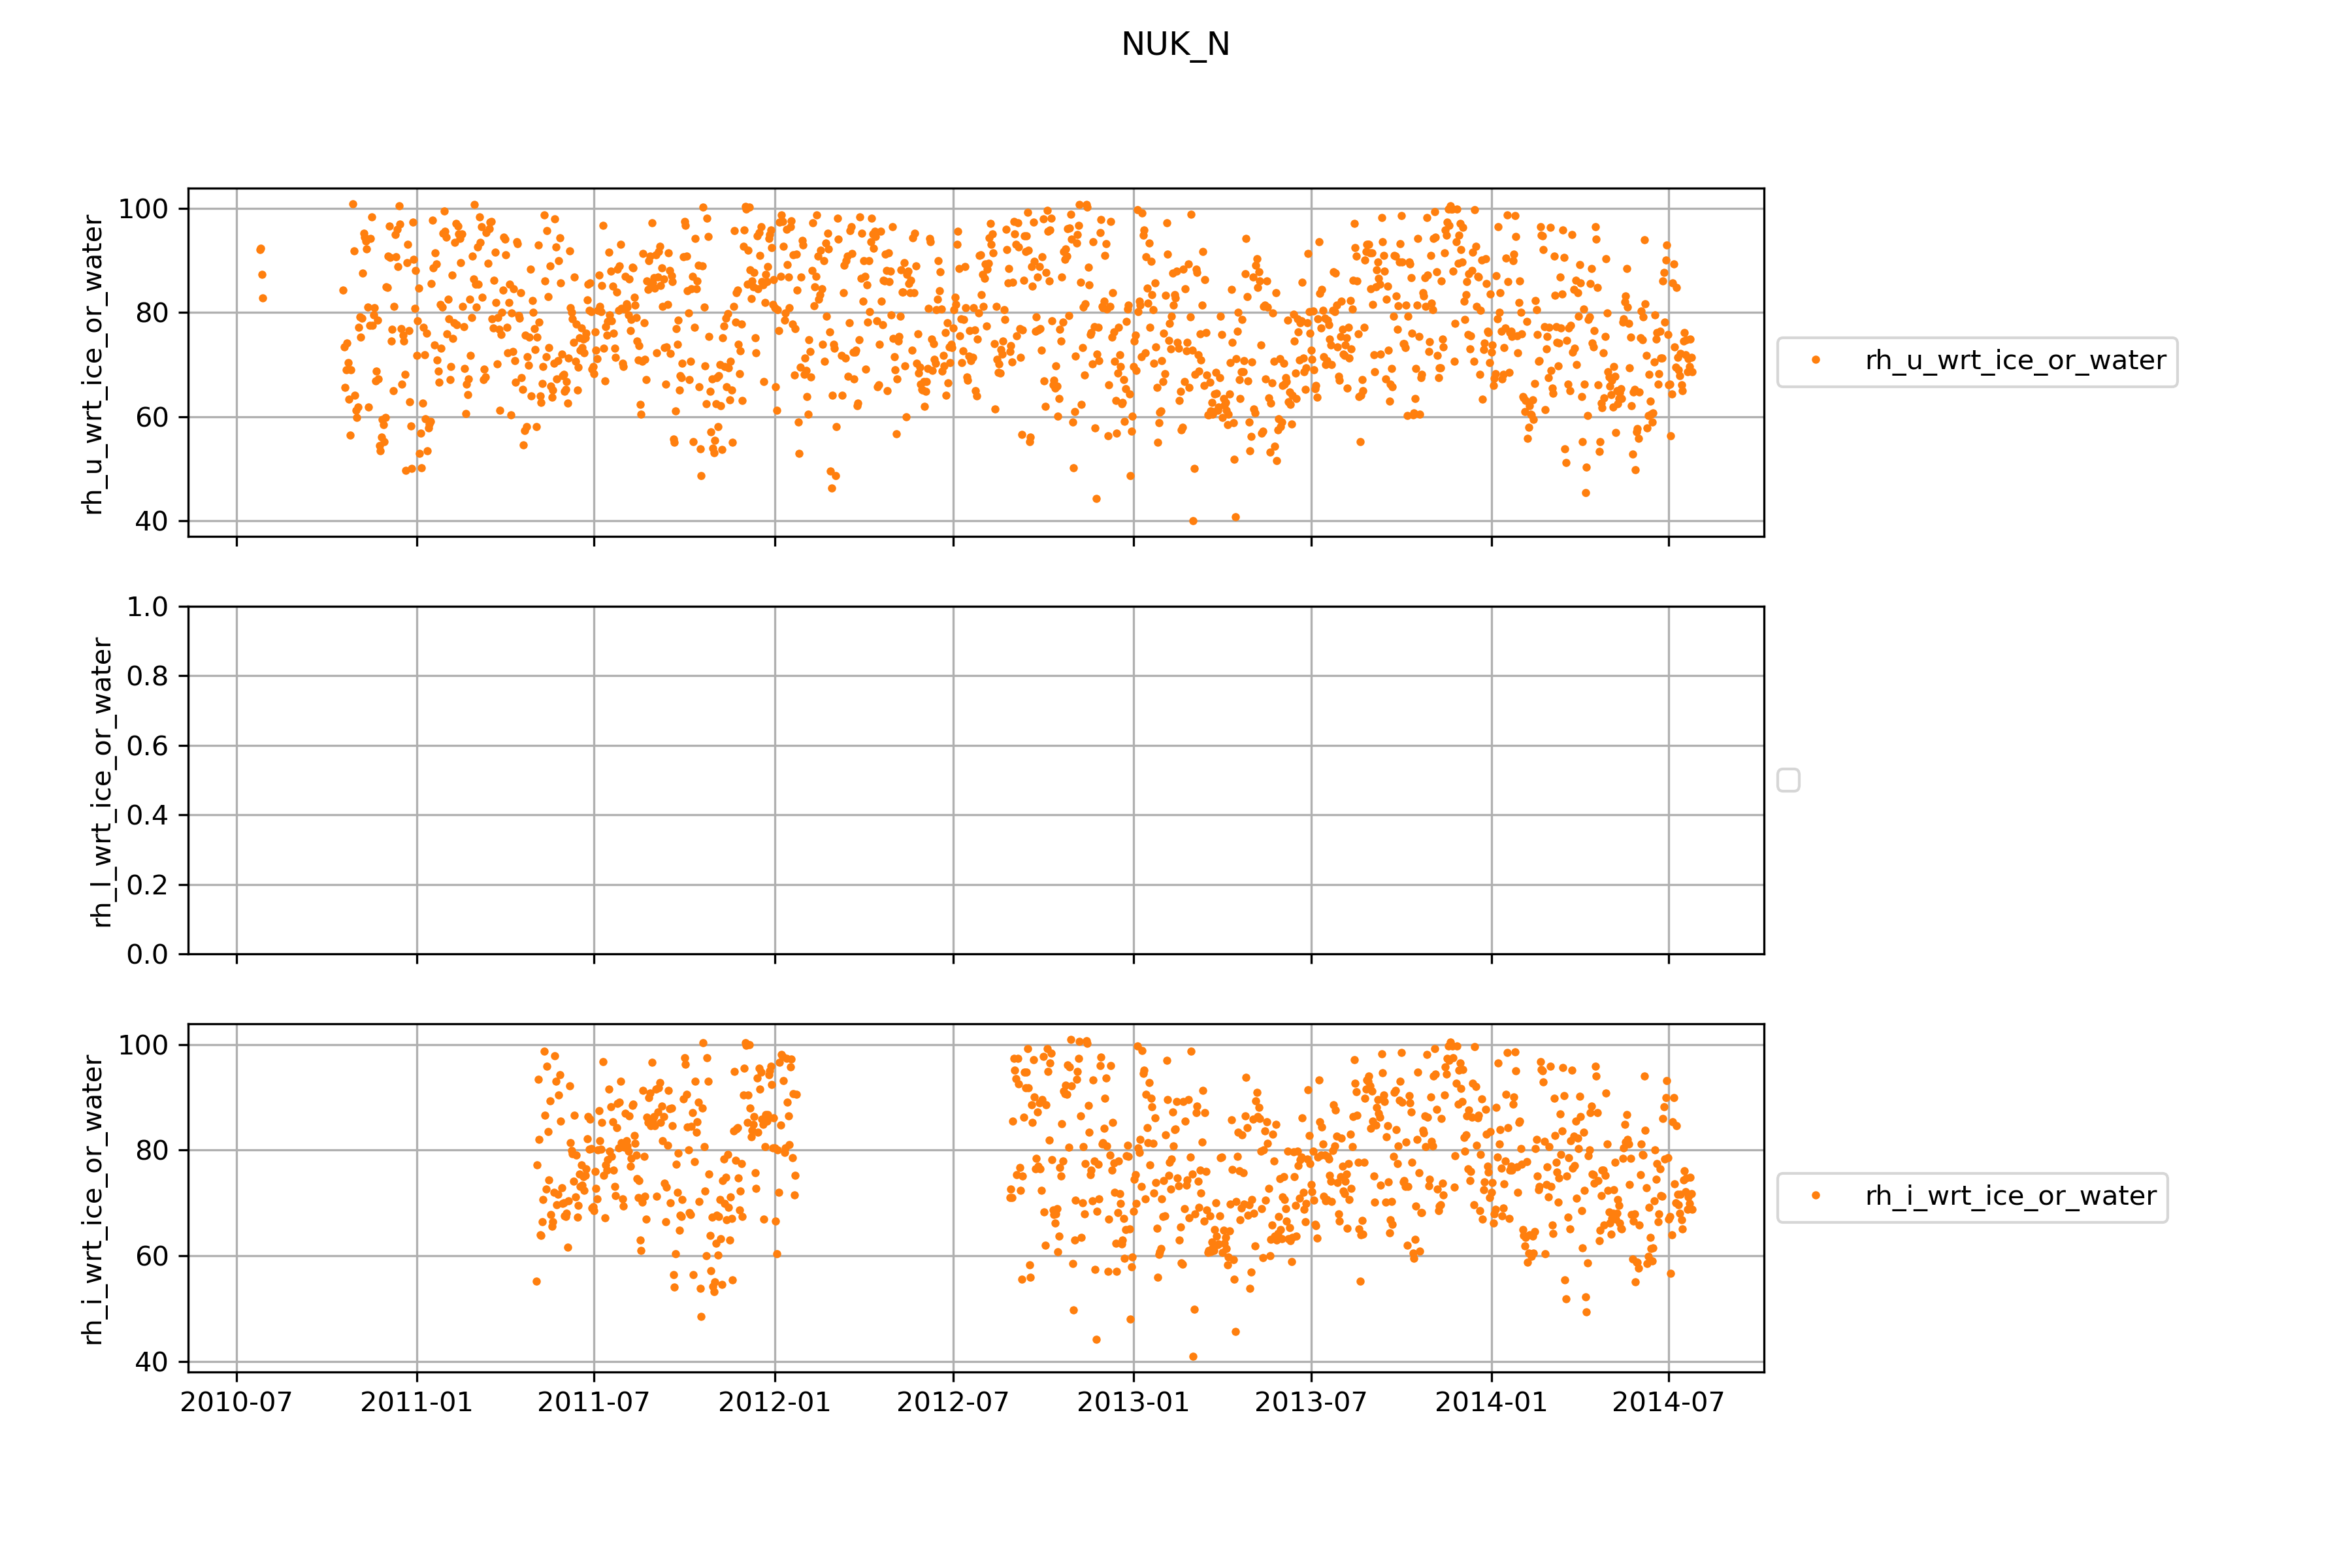 NUK_N
rh_u_wrt_ice_or_water
100
80
60
40
rh_u_wrt_ice_or_water
rh_l_wrt_ice_or_water
1.0
0.8
0.6
0.4
0.2
0.0
rh_i_wrt_ice_or_water
100
80
60
40
rh_i_wrt_ice_or_water
2010-07 2011-01 2011-07 2012-01 2012-07 2013-01 2013-07 2014-01 2014-07